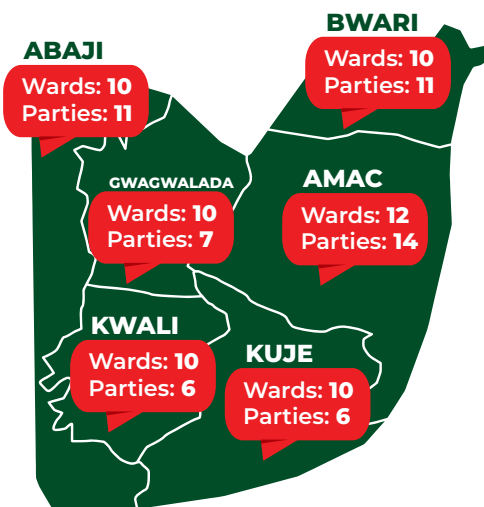 BWARI
Wards: 10
Parties: 11
ABAJI
Wards: 10
Parties: 11
GWAGWALADA
Wards: 10
Parties: 7
AMAC
Wards: 12
Parties: 14
KWALI
Wards: 10
Parties: 6
KUJE
Wards: 10
Parties: 6